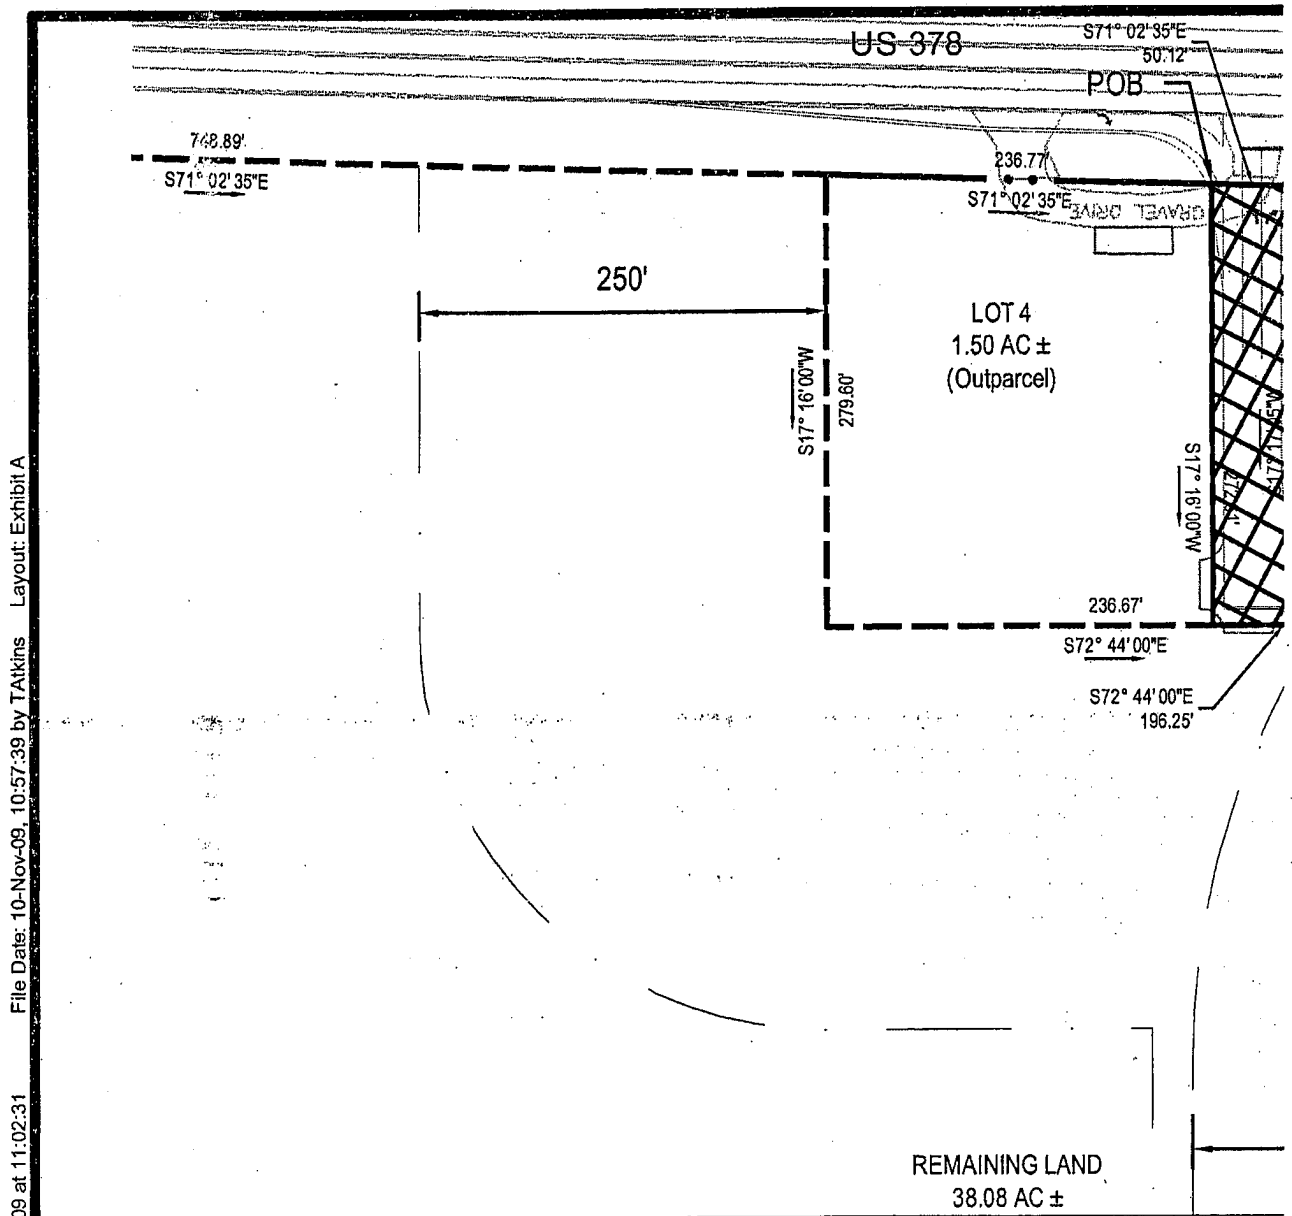 US 378
S71° 02' 35"E
50.12'
POB
748.89'
S71° 02' 35"E
236.77'
S71° 02' 35"E
GRAVEL DRIVE
250'
LOT 4
1.50 AC ±
(Outparcel)
S17° 16' 00"W
279.60'
S17° 16' 00"W
236.67'
S72° 44' 00"E
S72° 44' 00"E
196.25'
REMAINING LAND
38.08 AC ±
09 at 11:02:31 File Date: 10-Nov-09, 10:57:39 by TAtkins Layout: Exhibit A